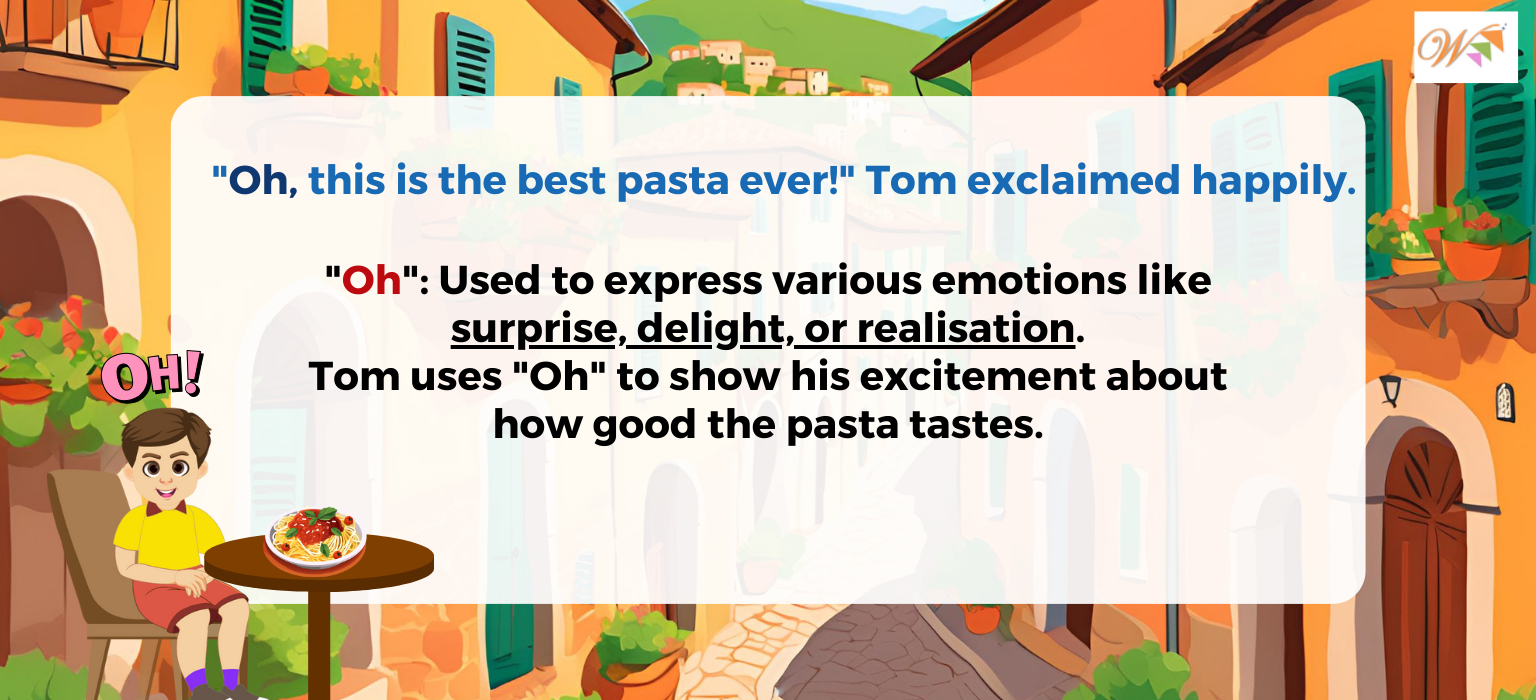 W
"Oh, this is the best pasta ever!" Tom exclaimed happily.
"Oh": Used to express various emotions like
surprise, delight, or realisation.
Tom uses "Oh" to show his excitement about
how good the pasta tastes.
OH!